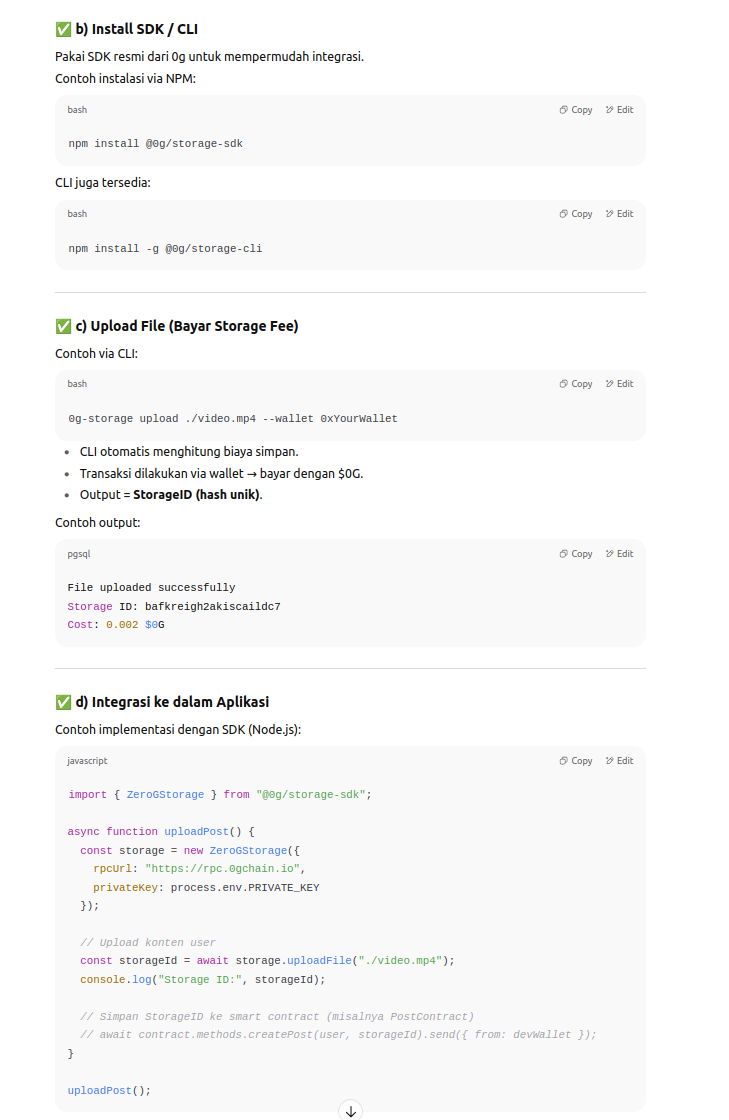 ✅ b) Install SDK / CLI
Pakai SDK resmi dari 0g untuk mempermudah integrasi.
Contoh instalasi via NPM:
bash
Copy
Edit
npm install @0g/storage-sdk
CLI juga tersedia:
bash
Copy
Edit
npm install -g @0g/storage-cli
✅ c) Upload File (Bayar Storage Fee)
Contoh via CLI:
bash
Copy
Edit
0g-storage upload ./video.mp4 --wallet 0xYourWallet
• CLI otomatis menghitung biaya simpan.
• Transaksi dilakukan via wallet → bayar dengan $0G.
• Output = StorageID (hash unik).
Contoh output:
pgsql
Copy
Edit
File uploaded successfully
Storage ID: bafkreigh2akiscaildc7
Cost: 0.002 $0G
✅ d) Integrasi ke dalam Aplikasi
Contoh implementasi dengan SDK (Node.js):
javascript
Copy
Edit
import { ZeroGStorage } from "@0g/storage-sdk";
async function uploadPost() {
const storage = new ZeroGStorage({
rpcUrl: "https://rpc.0gchain.io",
privateKey: process.env.PRIVATE_KEY
});
// Upload konten user
const storageId = await storage.uploadFile("./video.mp4");
console.log("Storage ID:", storageId);
// Simpan StorageID ke smart contract (misalnya PostContract)
// await contract.methods.createPost(user, storageId).send({ from: devWallet });
}
uploadPost();